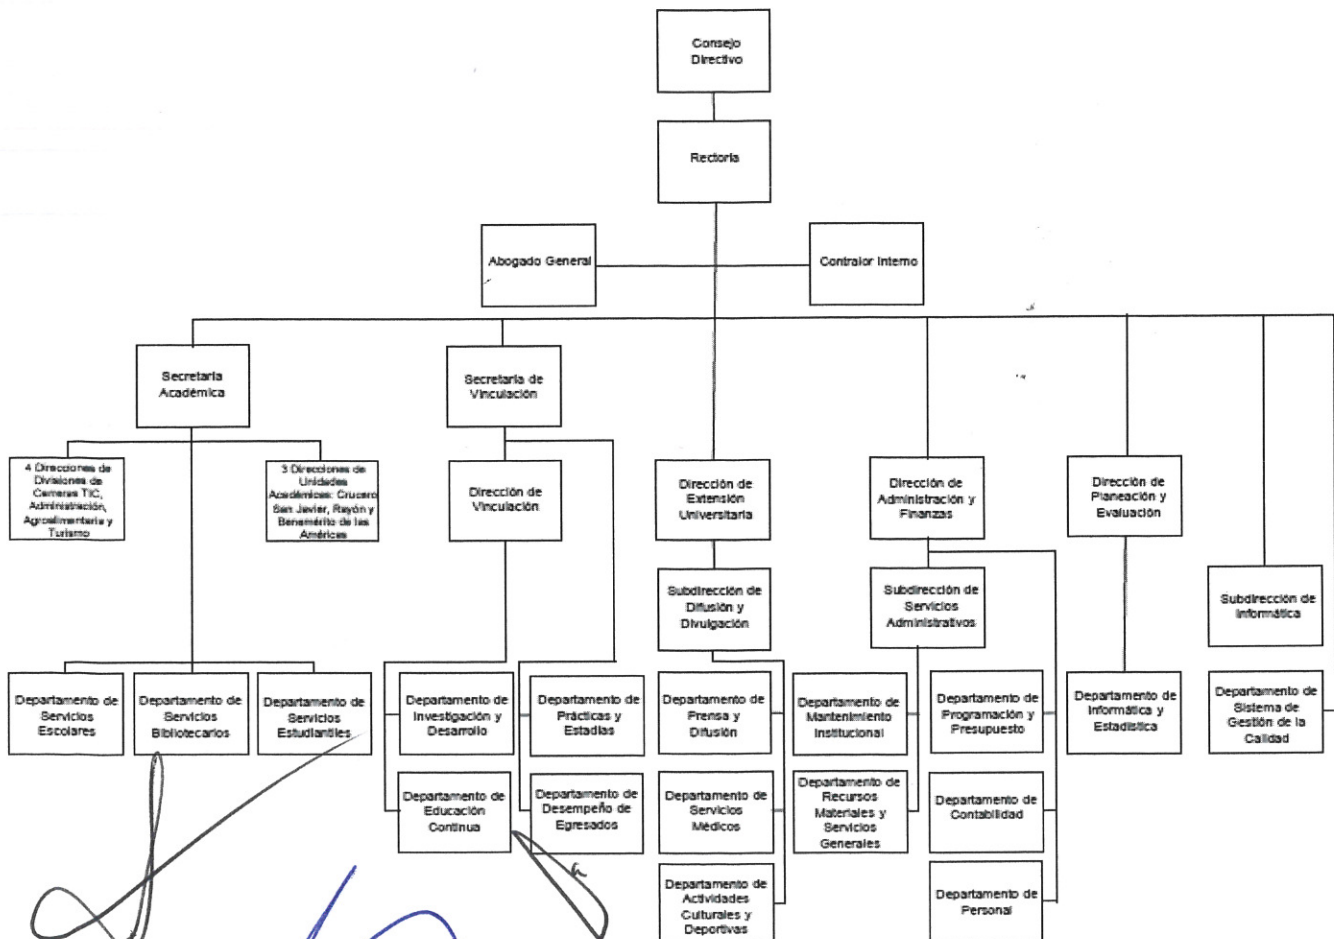 Consejo
Directivo
Rectoría
Abogado General
Contralor Interno
Secretaría
Académica
Secretaría de
Vinculación
4 Direcciones de
Divisiones de
Carreras TIC,
Administración,
Agroalimentaria y
Turismo
3 Direcciones de
Unidades
Académicas: Crucero
San Javier, Rayón y
Benemérito de las
Américas
Dirección de
Vinculación
Dirección de
Extensión
Universitaria
Dirección de
Administración y
Finanzas
Dirección de
Planeación y
Evaluación
Subdirección de
Difusión y
Divulgación
Subdirección de
Servicios
Administrativos
Subdirección de
Informática
Departamento de
Servicios
Escolares
Departamento de
Servicios
Bibliotecarios
Departamento de
Servicios
Estudiantiles
Departamento de
Investigación y
Desarrollo
Departamento de
Prácticas y
Estadías
Departamento de
Prensa y
Difusión
Departamento de
Mantenimiento
Institucional
Departamento de
Programación y
Presupuesto
Departamento de
Informática y
Estadística
Departamento de
Sistema de
Gestión de la
Calidad
Departamento de
Educación
Continua
Departamento de
Desempeño de
Egresados
Departamento de
Servicios
Médicos
Departamento de
Recursos
Materiales y
Servicios
Generales
Departamento de
Contabilidad
Departamento de
Actividades
Culturales y
Deportivas
Departamento de
Personal